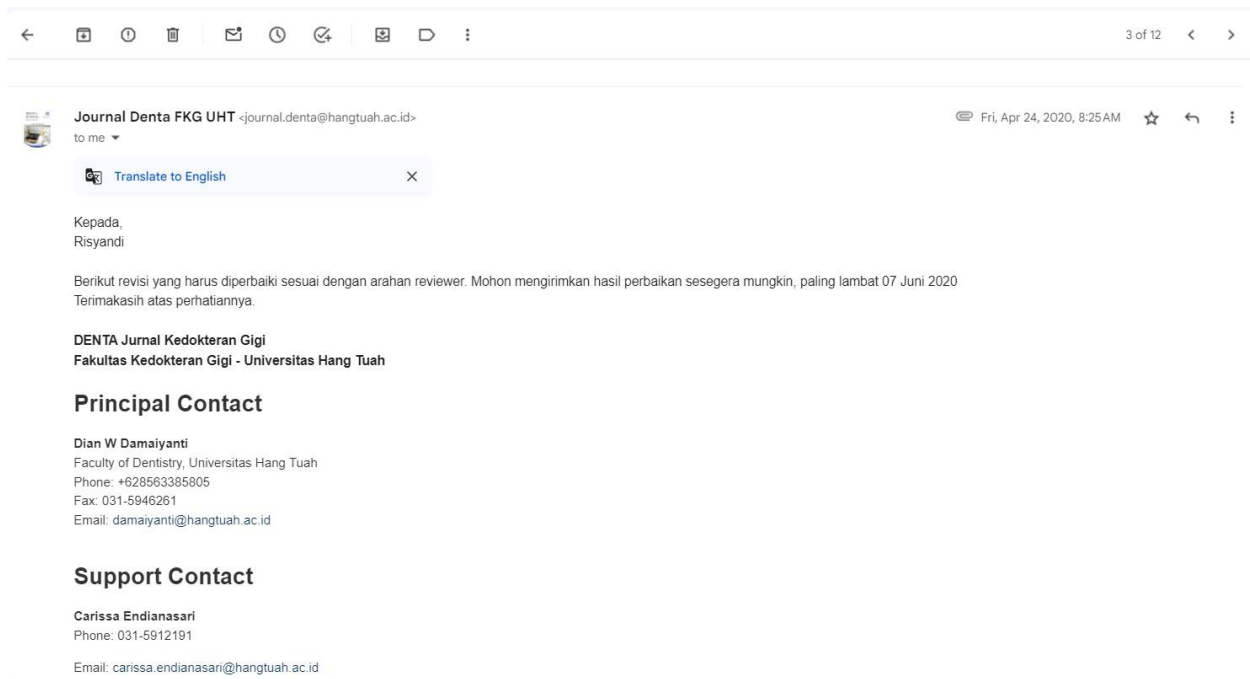 3 of 12
Journal Denta FKG UHT <journal.denta@hangtuah.ac.id>
Fri, Apr 24, 2020, 8:25 AM
to me
Translate to English
Kepada,
Risyandi
Berikut revisi yang harus diperbaiki sesuai dengan arahan reviewer. Mohon mengirimkan hasil perbaikan sesegera mungkin, paling lambat 07 Juni 2020
Terimakasih atas perhatiannya.
DENTA Jurnal Kedokteran Gigi
Fakultas Kedokteran Gigi - Universitas Hang Tuah
Principal Contact
Dian W Damaiyanti
Faculty of Dentistry, Universitas Hang Tuah
Phone: +628563385805
Fax: 031-5946261
Email: damaiyanti@hangtuah.ac.id
Support Contact
Carissa Endianasari
Phone: 031-5912191
Email: carissa.endianasari@hangtuah.ac.id